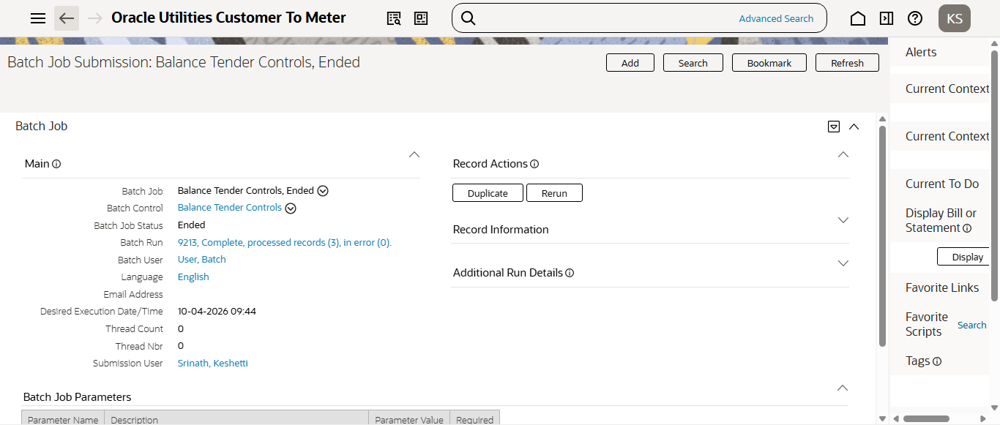 Oracle Utilities Customer To Meter
Advanced Search
KS
Batch Job Submission: Balance Tender Controls, Ended
Add
Search
Bookmark
Refresh
Batch Job
Main
Batch Job Balance Tender Controls, Ended
Batch Control Balance Tender Controls
Batch Job Status Ended
Batch Run 9213, Complete, processed records (3), in error (0).
Batch User User, Batch
Language English
Email Address
Desired Execution Date/Time 10-04-2026 09:44
Thread Count 0
Thread Nbr 0
Submission User Srinath, Keshetti
Record Actions
Duplicate
Rerun
Record Information
Additional Run Details
Batch Job Parameters
Parameter Name Description Parameter Value Required
Alerts
Current Context
Current Context
Current To Do
Display Bill or
Statement
Display
Favorite Links
Favorite
Scripts
Search
Tags